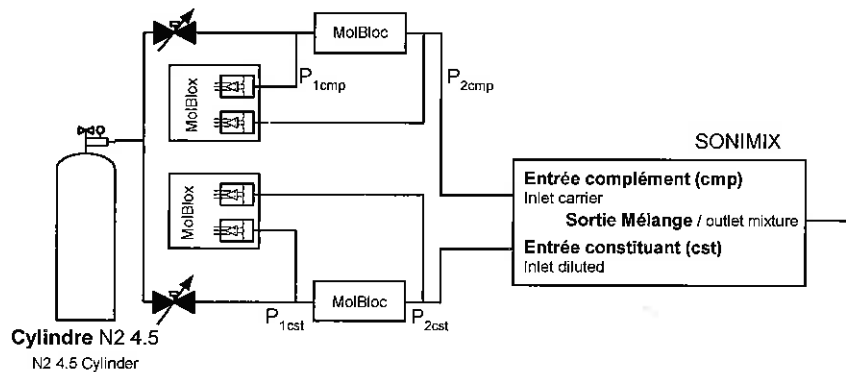 MolBloc
P1cmp
P2cmp
MolBlox
MolBlox
SONIMIX
Entrée complément (cmp)
Inlet carrier
Sortie Mélange / outlet mixture
Entrée constituant (cst)
Inlet diluted
MolBloc
P1cst
P2cst
Cylindre N2 4.5
N2 4.5 Cylinder